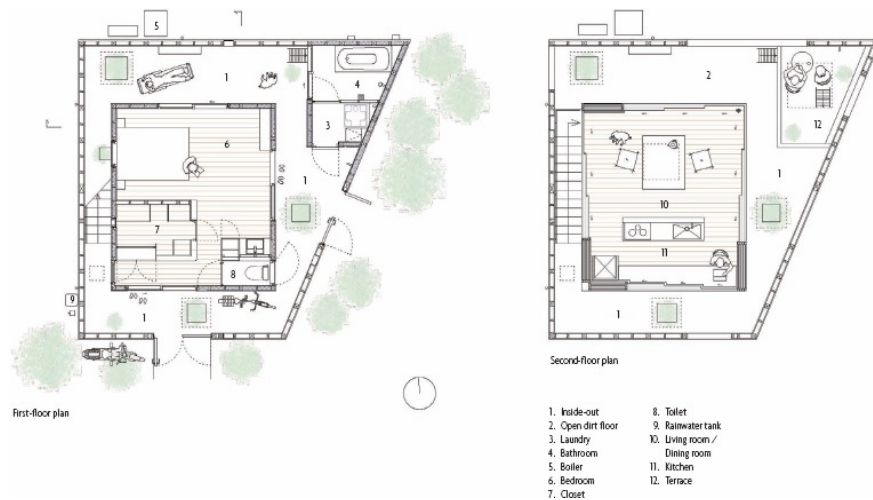 5
1
4
3
6
1
7
8
9
1
First-floor plan
2
12
1
10
11
1
Second-floor plan
1. Inside-out
2. Open dirt floor
3. Laundry
4. Bathroom
5. Boiler
6. Bedroom
7. Closet
8. Toilet
9. Rainwater tank
10. Living room /
Dining room
11. Kitchen
12. Terrace